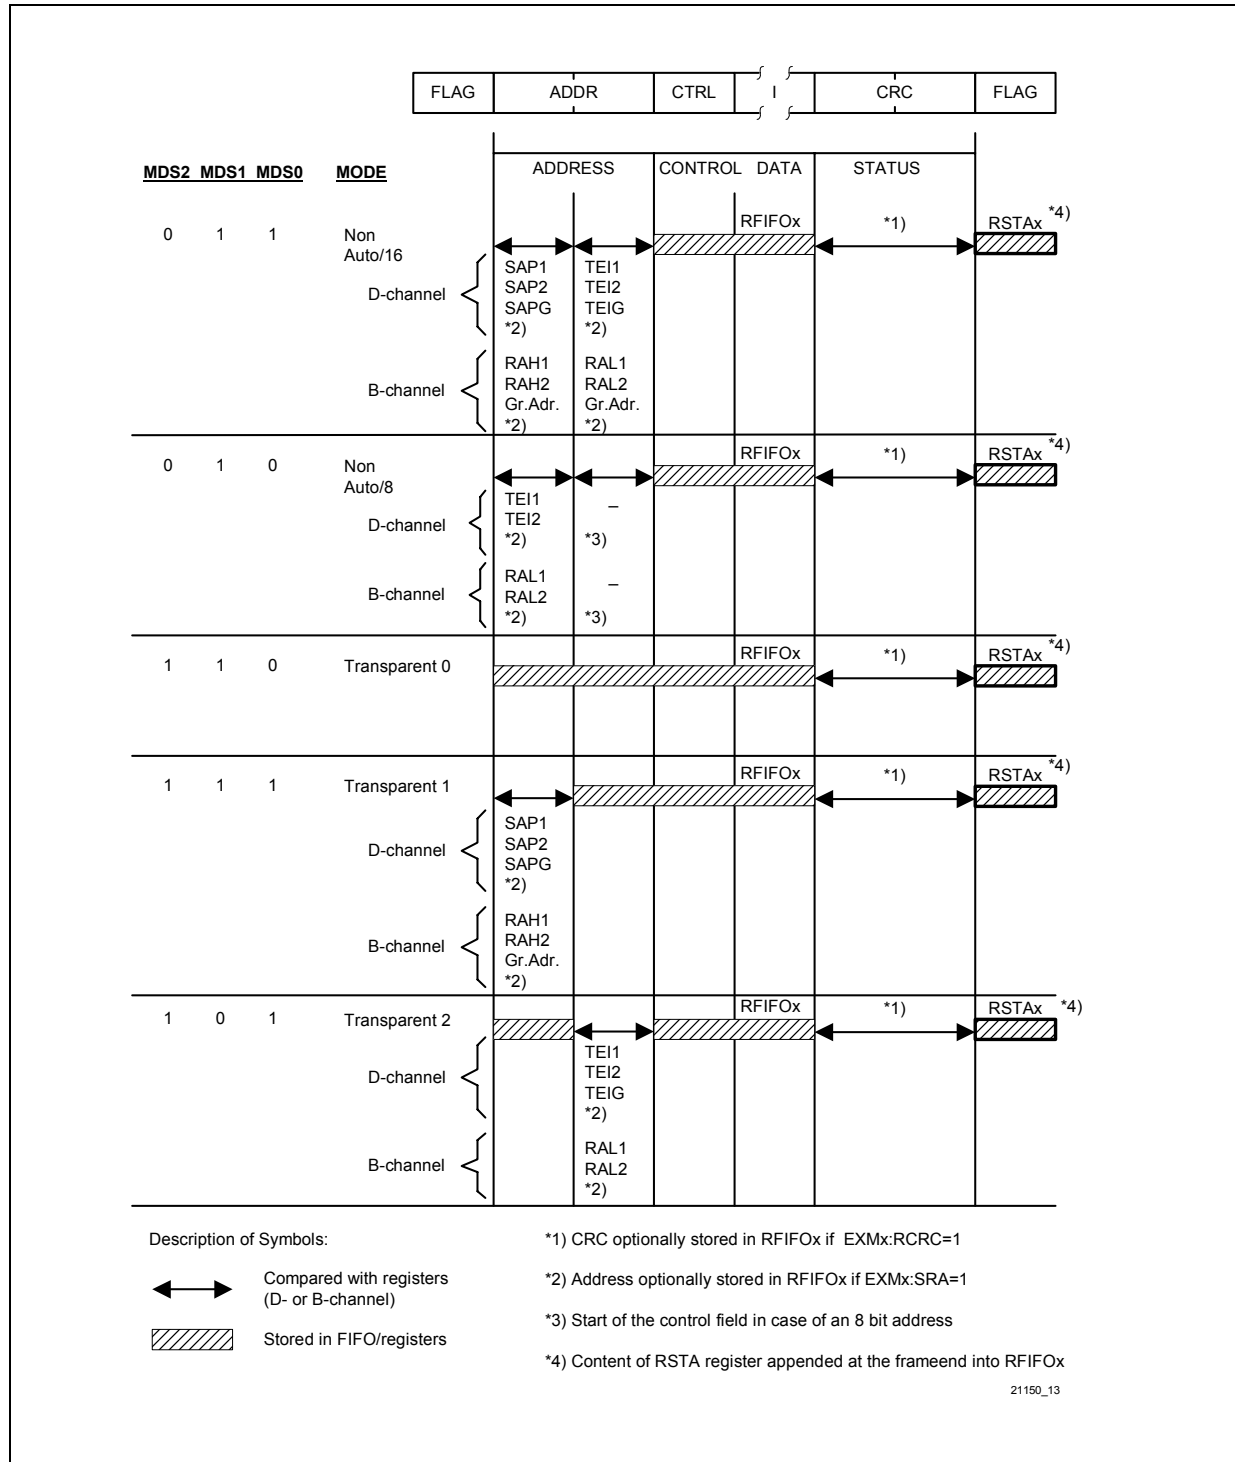 FLAG ADDR CTRL I CRC FLAG
MDS2 MDS1 MDS0 MODE ADDRESS CONTROL DATA STATUS
0 1 1 Non Auto/16 RFIFOx *1) RSTAx *4)
D-channel
SAP1 TEI1
SAP2 TEI2
SAPG TEIG
*2) *2)
B-channel
RAH1 RAL1
RAH2 RAL2
Gr.Adr. Gr.Adr.
*2) *2)
0 1 0 Non Auto/8 RFIFOx *1) RSTAx *4)
D-channel
TEI1 –
TEI2
*2) *3)
B-channel
RAL1 –
RAL2
*2) *3)
1 1 0 Transparent 0 RFIFOx *1) RSTAx *4)
1 1 1 Transparent 1 RFIFOx *1) RSTAx *4)
D-channel
SAP1
SAP2
SAPG
*2)
B-channel
RAH1
RAH2
Gr.Adr.
*2)
1 0 1 Transparent 2 RFIFOx *1) RSTAx *4)
D-channel
TEI1
TEI2
TEIG
*2)
B-channel
RAL1
RAL2
*2)
Description of Symbols:
Compared with registers
(D- or B-channel)
Stored in FIFO/registers
*1) CRC optionally stored in RFIFOx if EXMx:RCRC=1
*2) Address optionally stored in RFIFOx if EXMx:SRA=1
*3) Start of the control field in case of an 8 bit address
*4) Content of RSTA register appended at the frameend into RFIFOx
21150_13